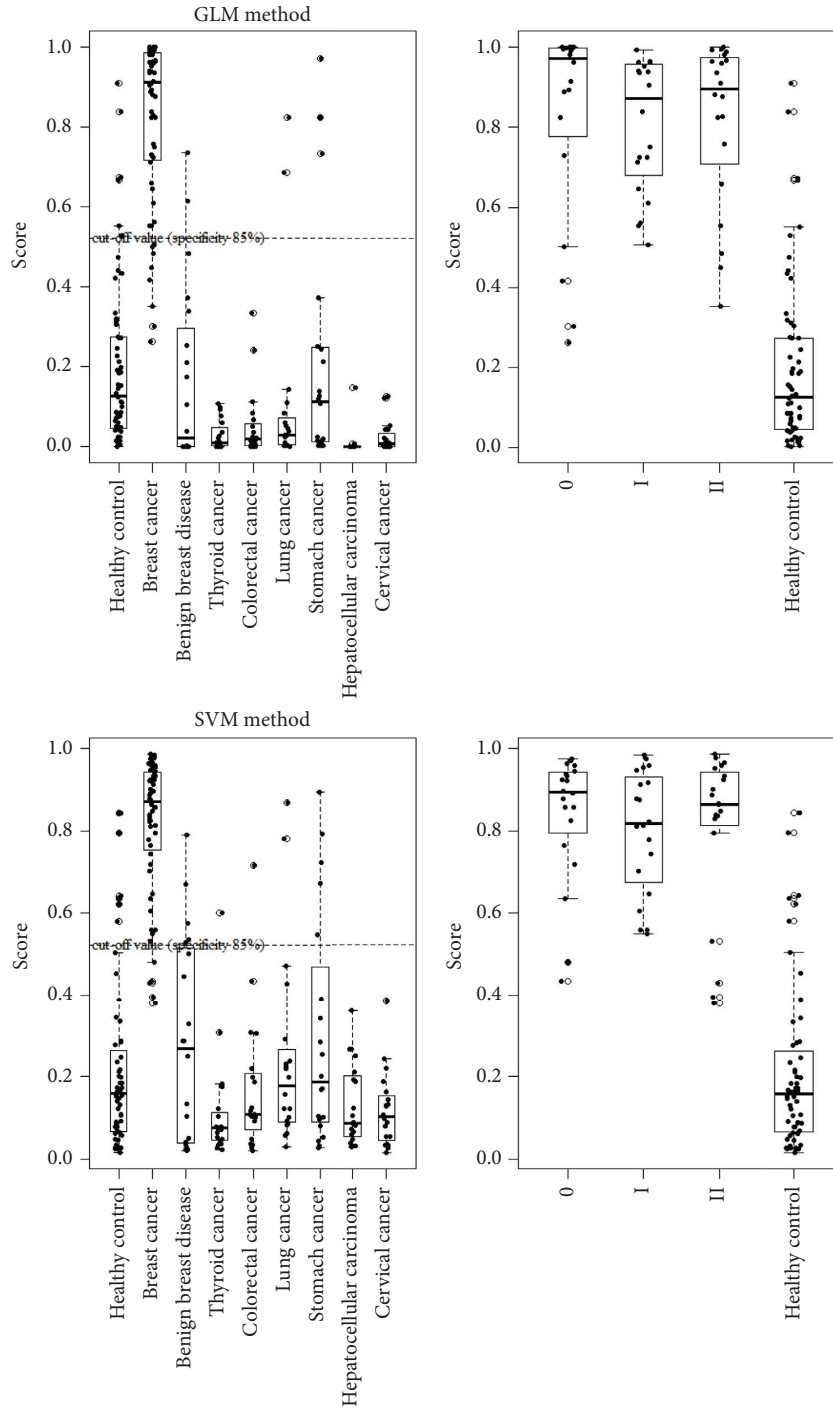 GLM method
Score
1.0
0.8
0.6
0.4
0.2
0.0
cut-off value (specificity 85%)
Healthy control
Breast cancer
Benign breast disease
Thyroid cancer
Colorectal cancer
Lung cancer
Stomach cancer
Hepatocellular carcinoma
Cervical cancer
Score
1.0
0.8
0.6
0.4
0.2
0.0
0
I
II
Healthy control
SVM method
Score
1.0
0.8
0.6
0.4
0.2
0.0
cut-off value (specificity 85%)
Healthy control
Breast cancer
Benign breast disease
Thyroid cancer
Colorectal cancer
Lung cancer
Stomach cancer
Hepatocellular carcinoma
Cervical cancer
Score
1.0
0.8
0.6
0.4
0.2
0.0
0
I
II
Healthy control